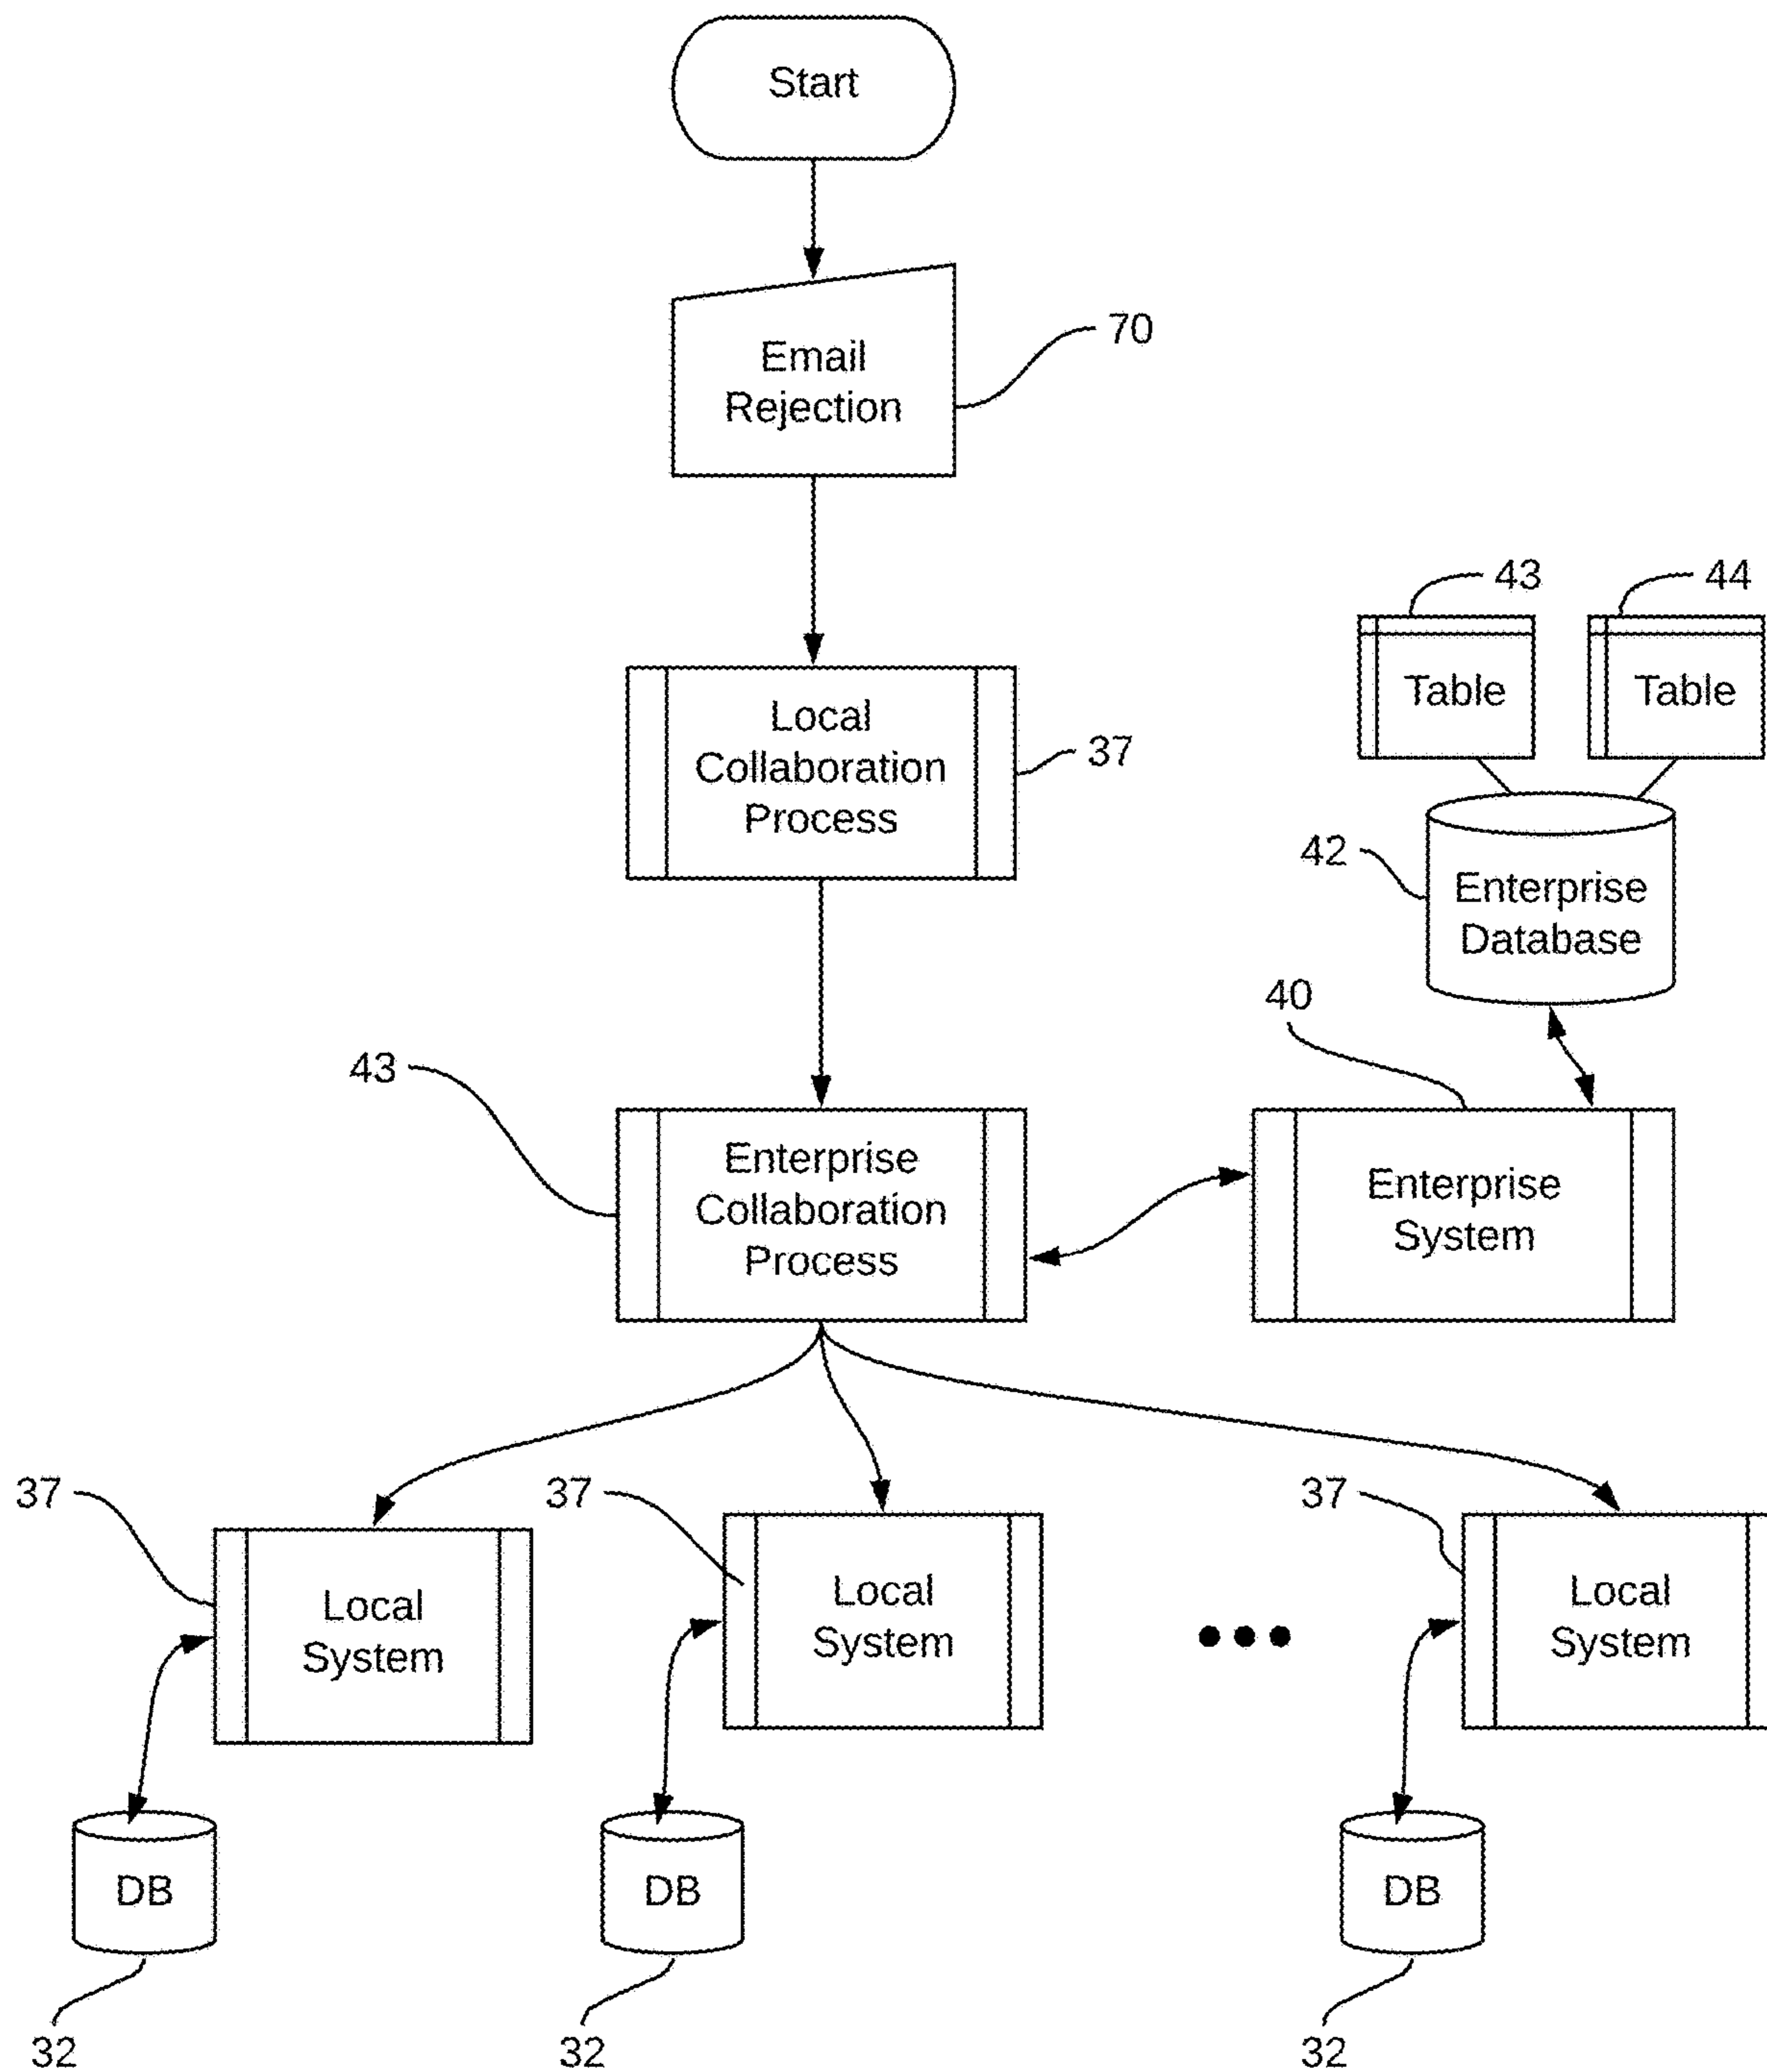 Start
Email
Rejection
70
43
44
Table
Table
Local
Collaboration
Process
37
42
Enterprise
Database
40
43
Enterprise
Collaboration
Process
Enterprise
System
37
37
37
Local
System
Local
System
Local
System
DB
DB
DB
32
32
32